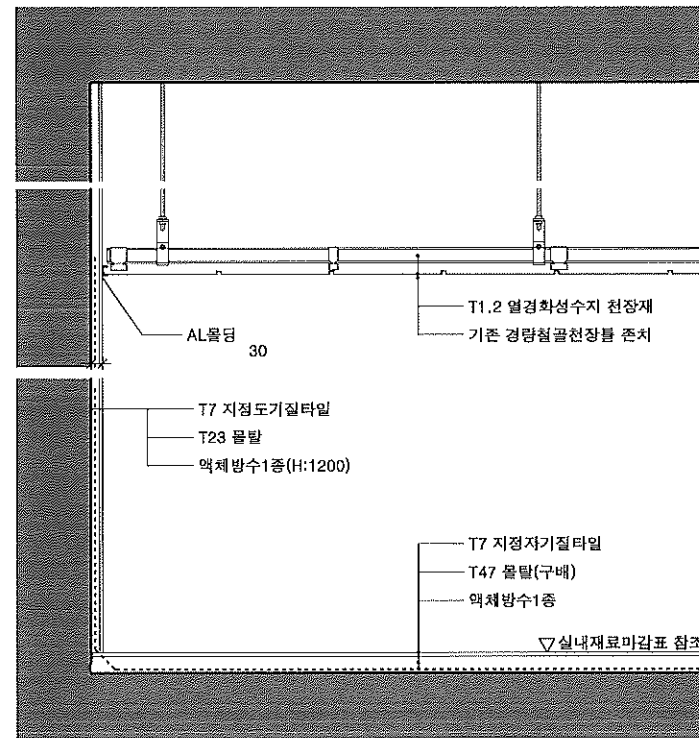 T1.2 열경화성수지 천장재
기존 경량철골천장틀 존치
AL몰딩
30
T7 지정도기질타일
T23 몰탈
액체방수1종(H:1200)
T7 지정자기질타일
T47 몰탈(구배)
액체방수1종
▽실내재료마감표 참조